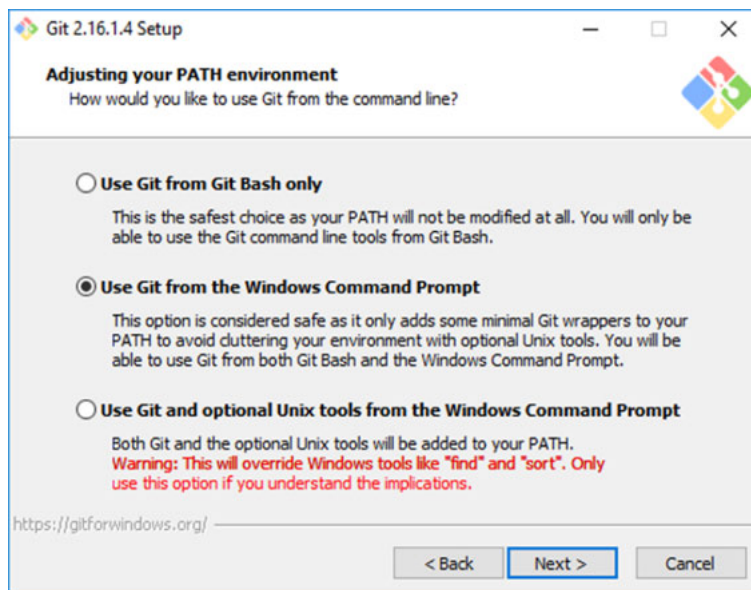 Git 2.16.1.4 Setup
Adjusting your PATH environment
How would you like to use Git from the command line?
Use Git from Git Bash only
This is the safest choice as your PATH will not be modified at all. You will only be
able to use the Git command line tools from Git Bash.
Use Git from the Windows Command Prompt
This option is considered safe as it only adds some minimal Git wrappers to your
PATH to avoid cluttering your environment with optional Unix tools. You will be
able to use Git from both Git Bash and the Windows Command Prompt.
Use Git and optional Unix tools from the Windows Command Prompt
Both Git and the optional Unix tools will be added to your PATH.
Warning: This will override Windows tools like "find" and "sort". Only
use this option if you understand the implications.
https://gitforwindows.org/
< Back Next > Cancel